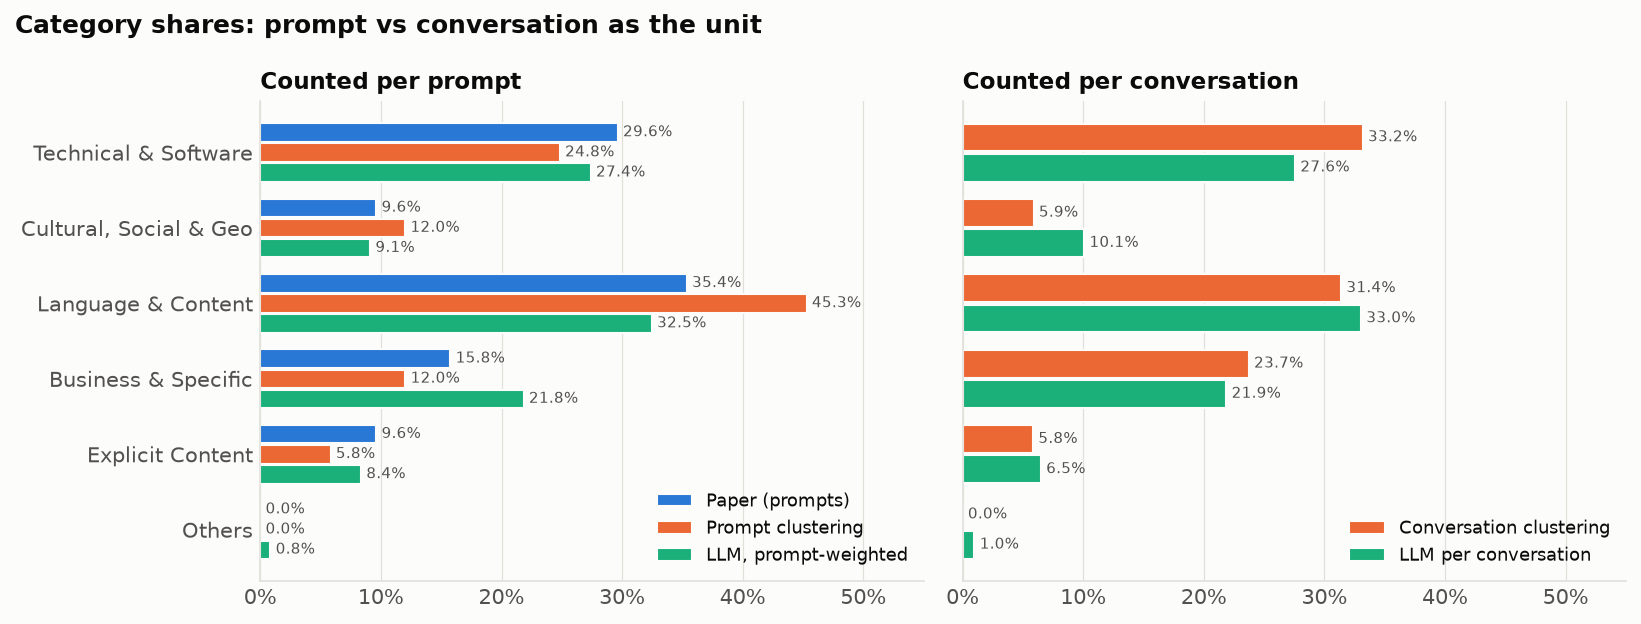 Category shares: prompt vs conversation as the unit
Counted per prompt
Technical & Software
29.6%
24.8%
27.4%
Cultural, Social & Geo
9.6%
12.0%
9.1%
Language & Content
35.4%
45.3%
32.5%
Business & Specific
15.8%
12.0%
21.8%
Explicit Content
9.6%
5.8%
8.4%
Others
0.0%
0.0%
0.8%
Paper (prompts)
Prompt clustering
LLM, prompt-weighted
0% 10% 20% 30% 40% 50%
Counted per conversation
33.2%
27.6%
5.9%
10.1%
31.4%
33.0%
23.7%
21.9%
5.8%
6.5%
0.0%
1.0%
Conversation clustering
LLM per conversation
0% 10% 20% 30% 40% 50%